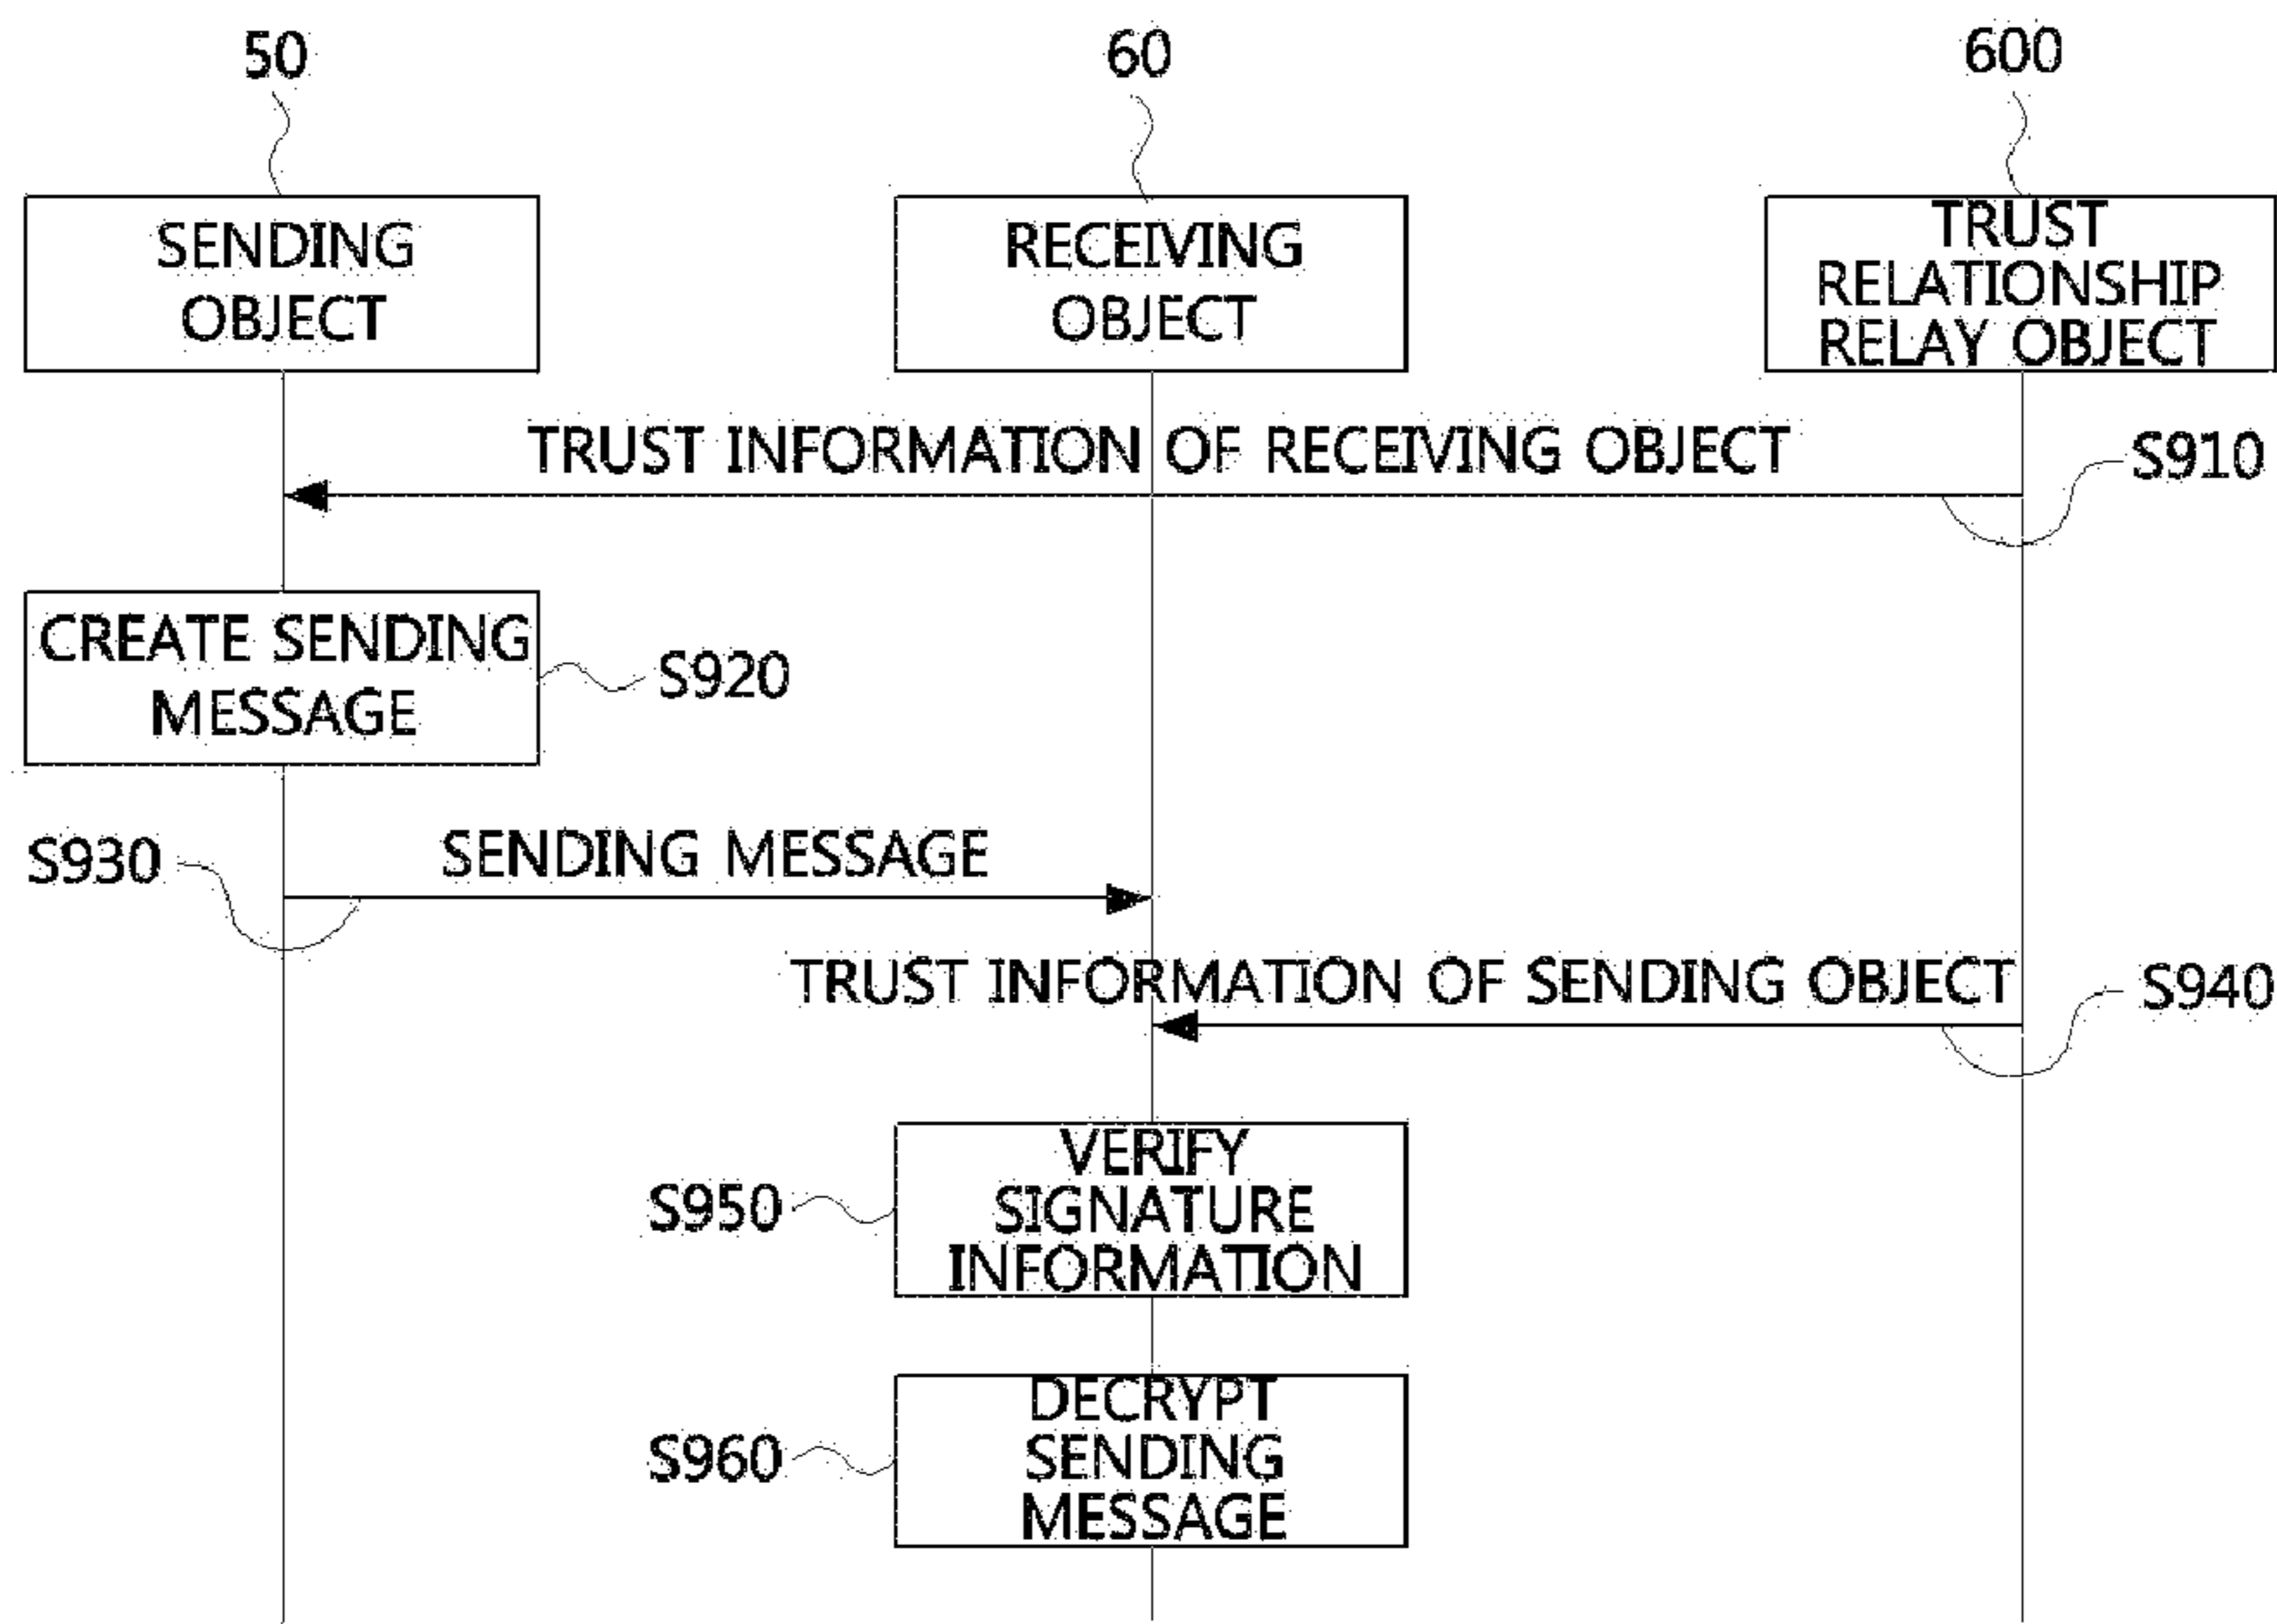 50
60
600
SENDING
OBJECT
RECEIVING
OBJECT
TRUST
RELATIONSHIP
RELAY OBJECT
TRUST INFORMATION OF RECEIVING OBJECT
S910
CREATE SENDING
MESSAGE
S920
S930
SENDING MESSAGE
TRUST INFORMATION OF SENDING OBJECT
S940
S950
VERIFY
SIGNATURE
INFORMATION
S960
DECRYPT
SENDING
MESSAGE